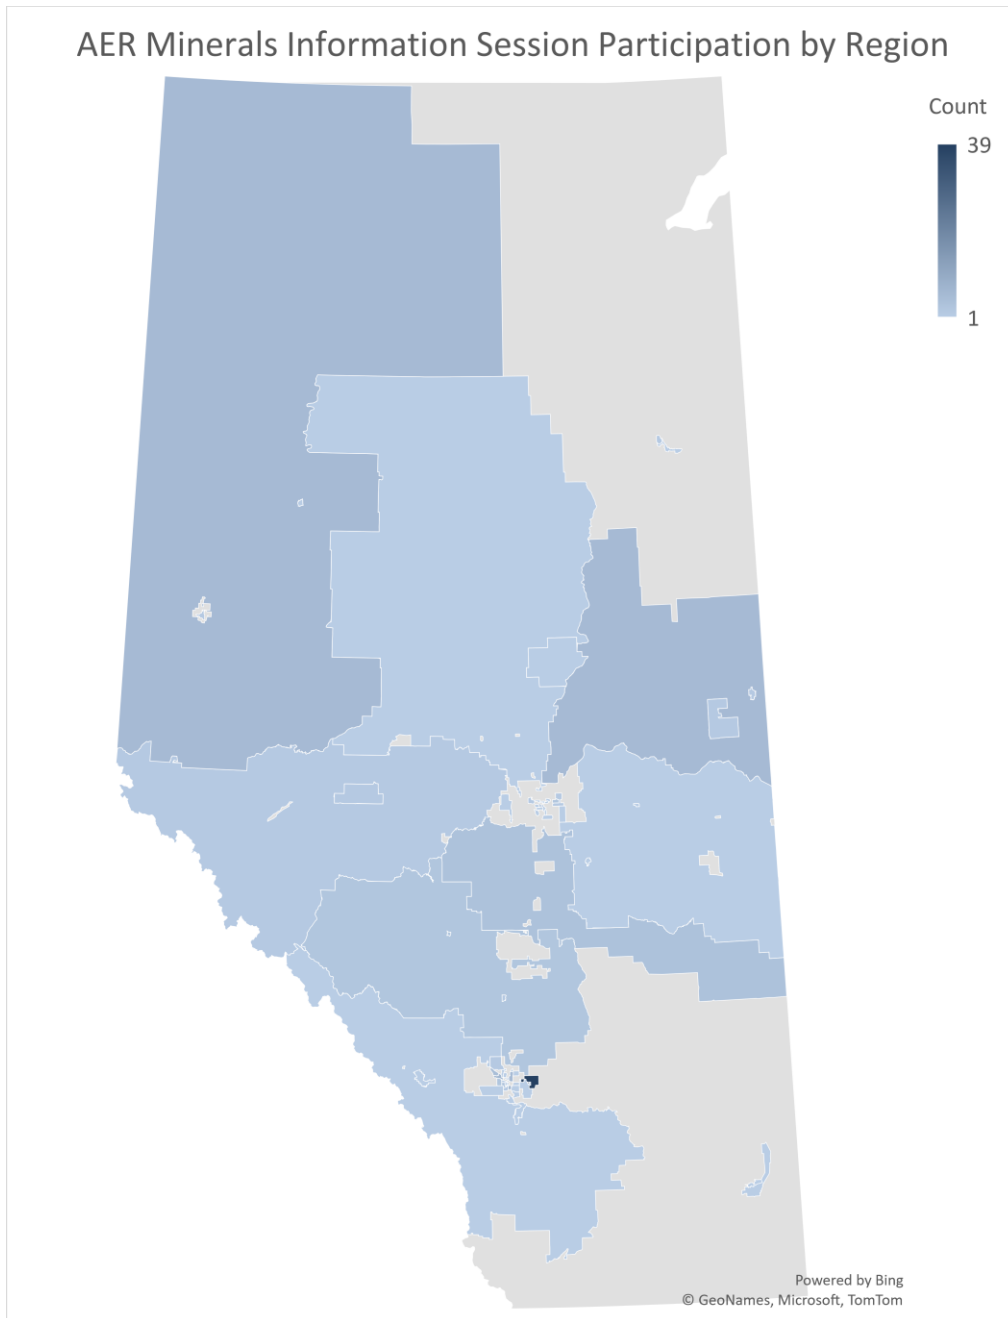 AER Minerals Information Session Participation by Region
Count
39
1
Powered by Bing
© GeoNames, Microsoft, TomTom